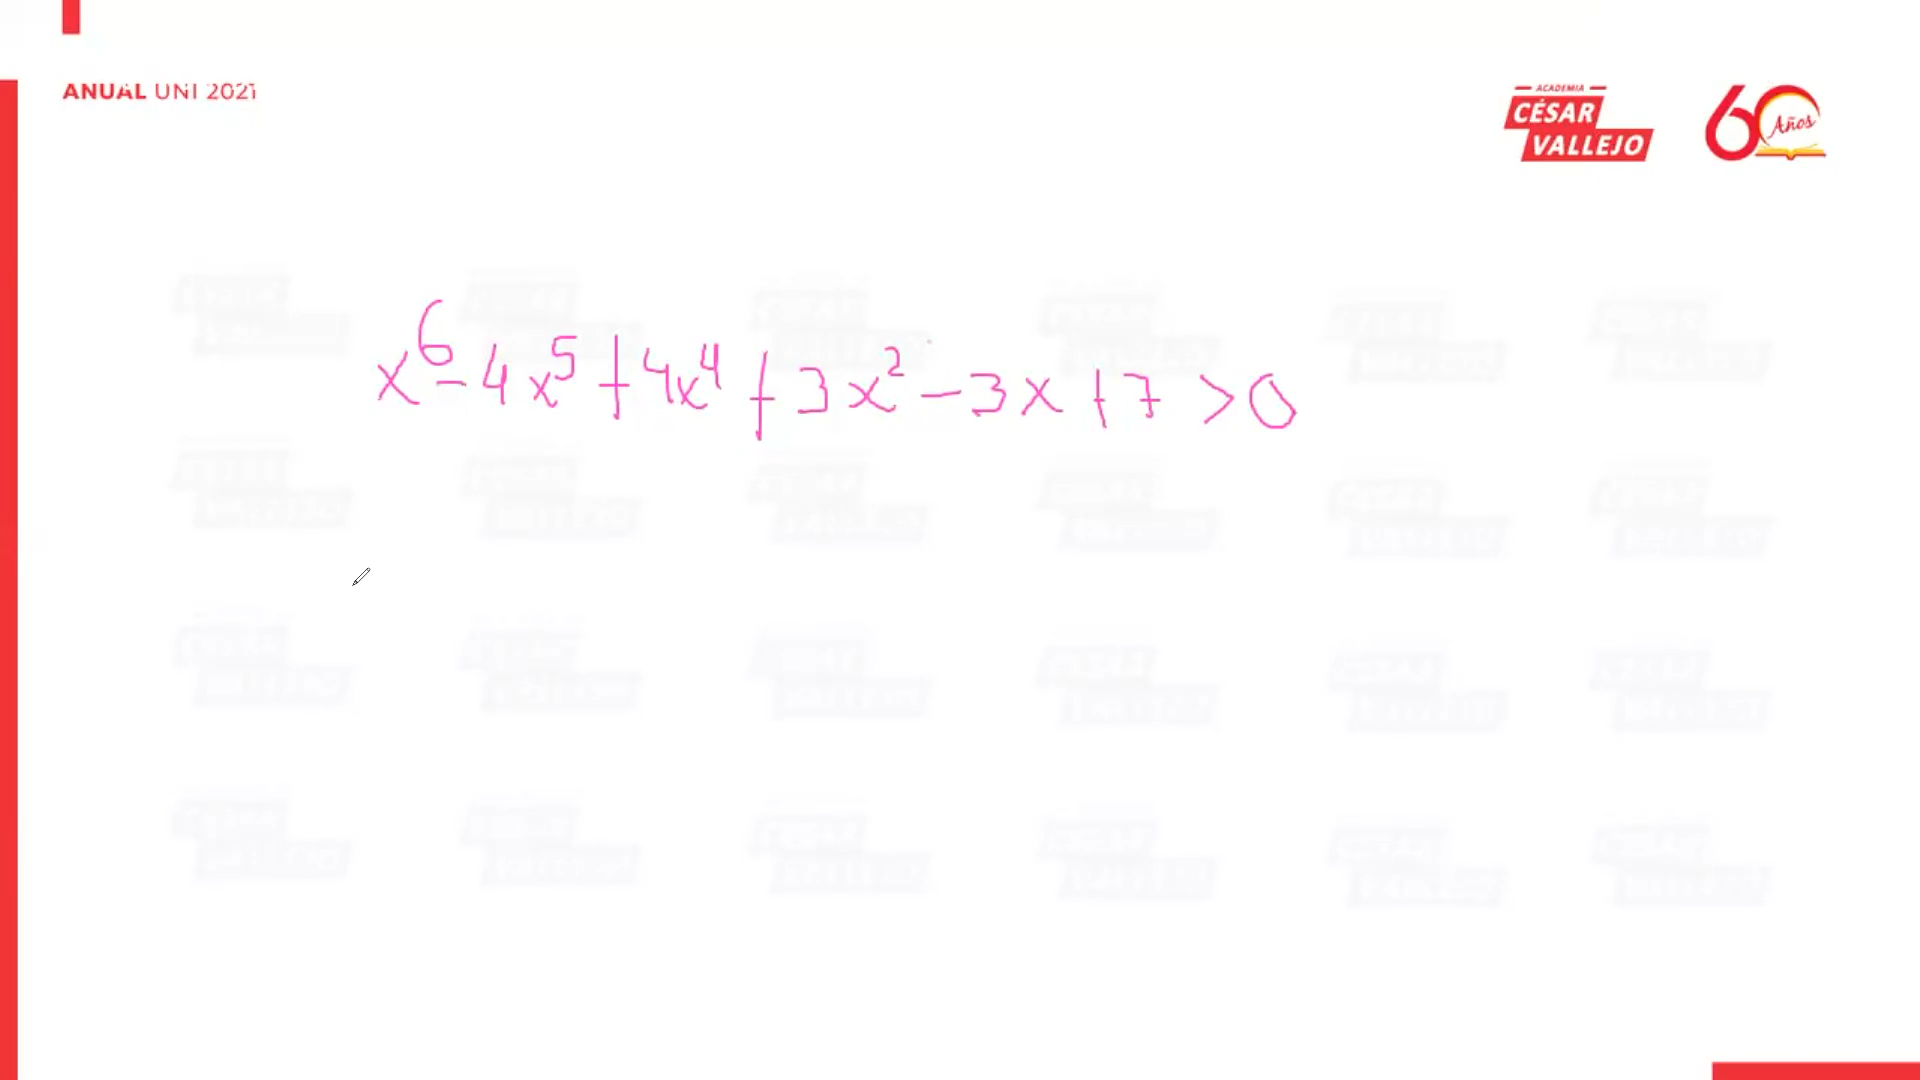 ANUAL UNI 2021
ACADEMIA
CÉSAR
VALLEJO
60 Años
x⁶ - 4x⁵ + 4x⁴ + 3x² - 3x + 7 > 0